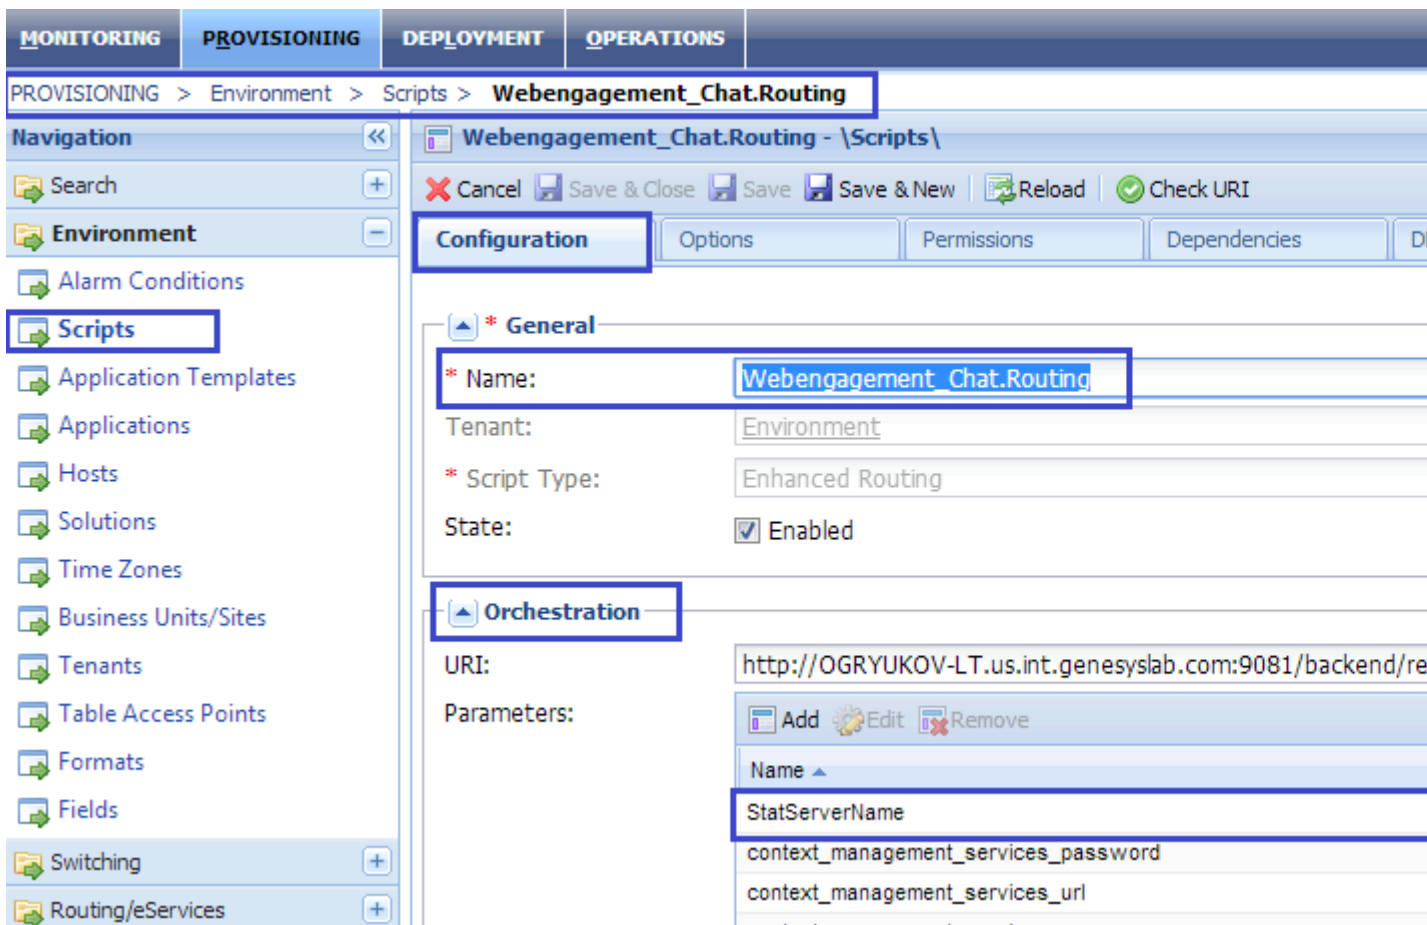 MONITORING PROVISIONING DEPLOYMENT OPERATIONS
PROVISIONING > Environment > Scripts > Webengagement_Chat.Routing
Navigation
Search
Environment
Alarm Conditions
Scripts
Application Templates
Applications
Hosts
Solutions
Time Zones
Business Units/Sites
Tenants
Table Access Points
Formats
Fields
Switching
Routing/eServices
Webengagement_Chat.Routing - \Scripts\
Cancel Save & Close Save Save & New Reload Check URI
Configuration Options Permissions Dependencies
* General
* Name: Webengagement_Chat.Routing
Tenant: Environment
* Script Type: Enhanced Routing
State: Enabled
Orchestration
URI: http://OGRYUKOV-LT.us.int.genesyslab.com:9081/backend/re
Parameters: Add Edit Remove
Name
StatServerName
context_management_services_password
context_management_services_url